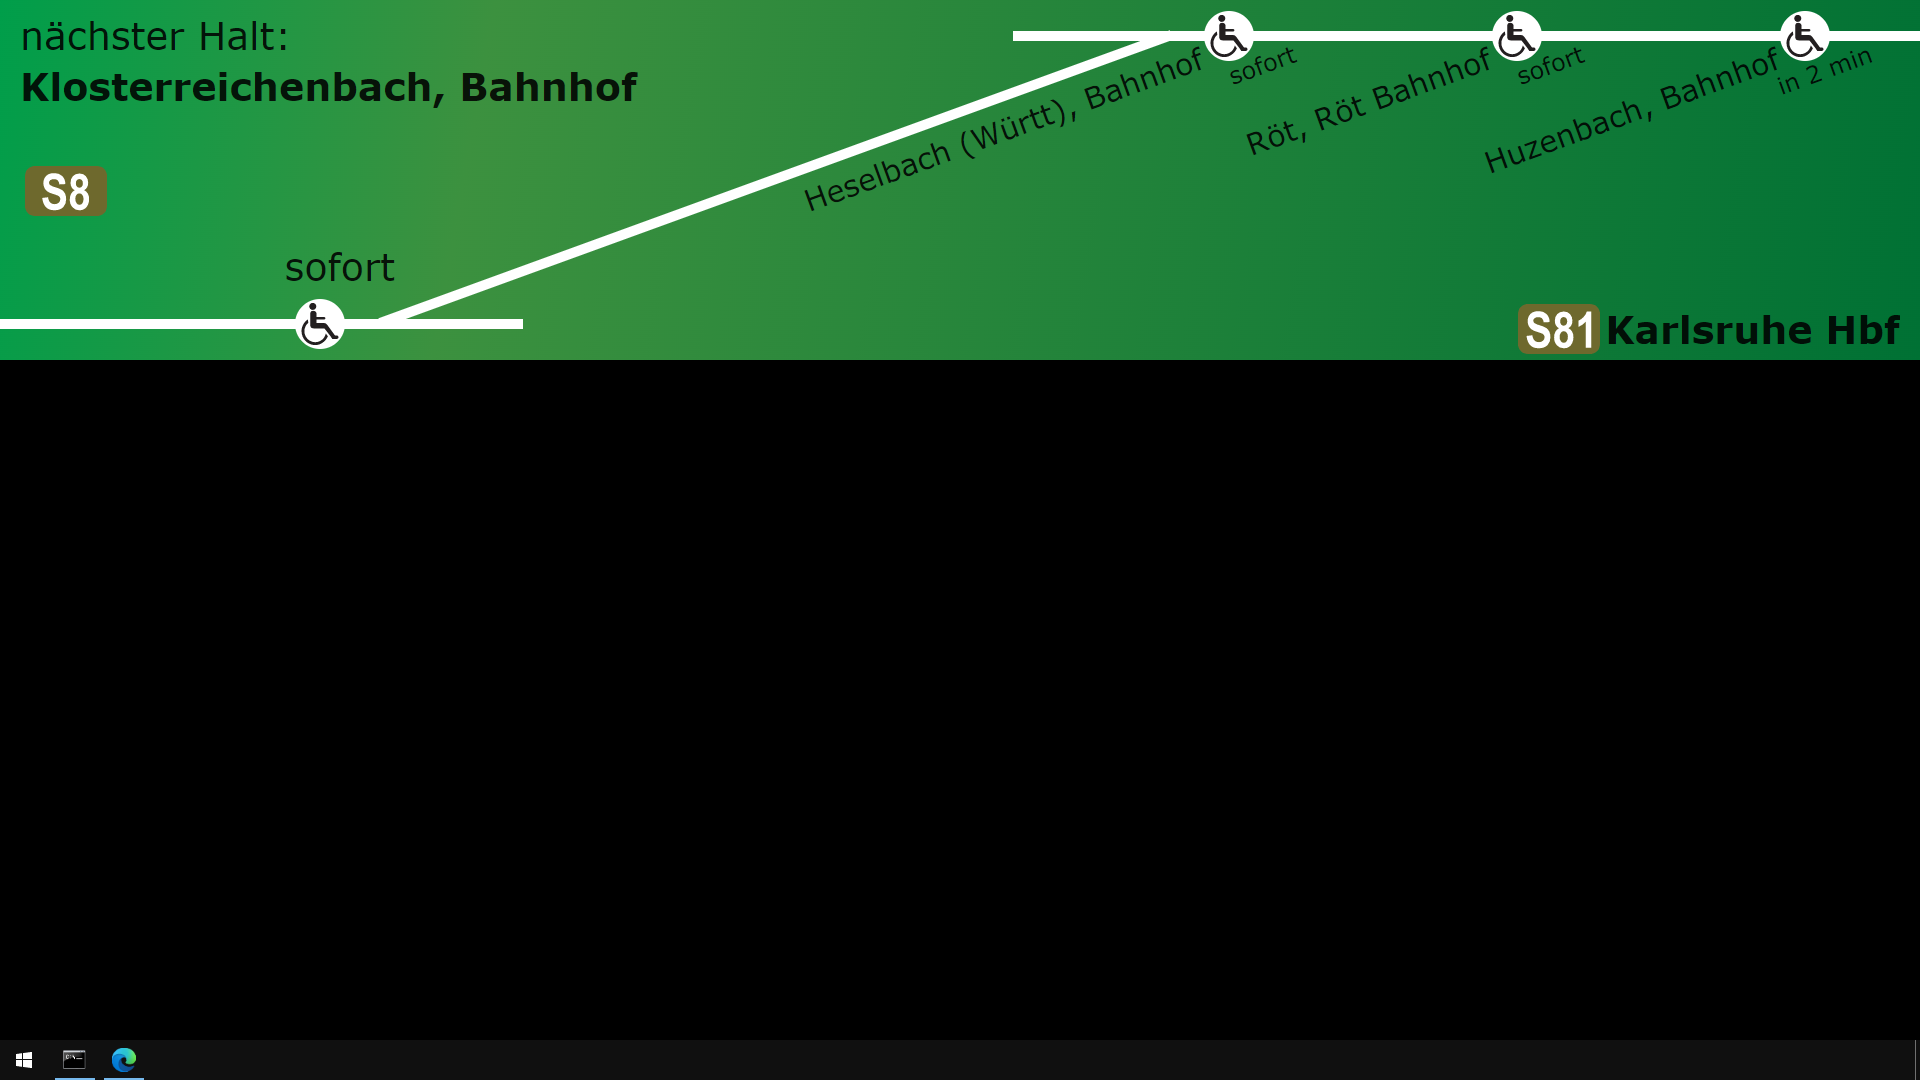 nächster Halt:
Klosterreichenbach, Bahnhof
S8
sofort
Heselbach (Württ), Bahnhof
sofort
Röt, Röt Bahnhof
sofort
Huzenbach, Bahnhof
in 2 min
S81 Karlsruhe Hbf